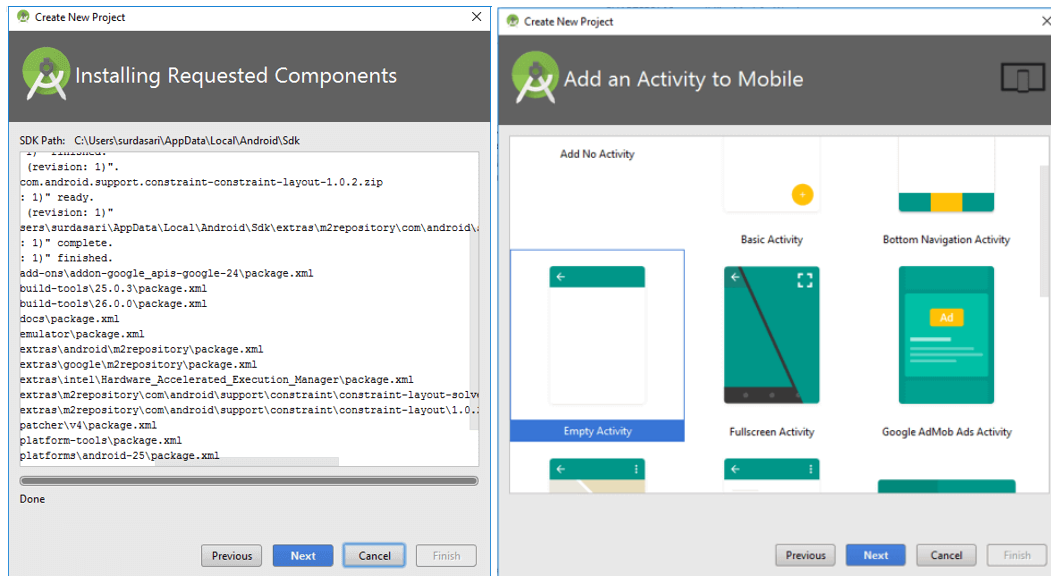 Create New Project
Installing Requested Components
SDK Path: C:\Users\surdasari\AppData\Local\Android\Sdk
1)" finished.
(revision: 1)".
com.android.support.constraint-constraint-layout-1.0.2.zip
: 1)" ready.
(revision: 1)"
sers\surdasari\AppData\Local\Android\Sdk\extras\m2repository\com\android\
: 1)" complete.
: 1)" finished.
add-ons\addon-google_apis-google-24\package.xml
build-tools\25.0.3\package.xml
build-tools\26.0.0\package.xml
docs\package.xml
emulator\package.xml
extras\android\m2repository\package.xml
extras\google\m2repository\package.xml
extras\intel\Hardware_Accelerated_Execution_Manager\package.xml
extras\m2repository\com\android\support\constraint\constraint-layout-solv
extras\m2repository\com\android\support\constraint\constraint-layout\1.0.
patcher\v4\package.xml
platform-tools\package.xml
platforms\android-25\package.xml
Done
Previous
Next
Cancel
Finish
Create New Project
Add an Activity to Mobile
Add No Activity
Basic Activity
Bottom Navigation Activity
Ad
Empty Activity
Fullscreen Activity
Google AdMob Ads Activity
Previous
Next
Cancel
Finish